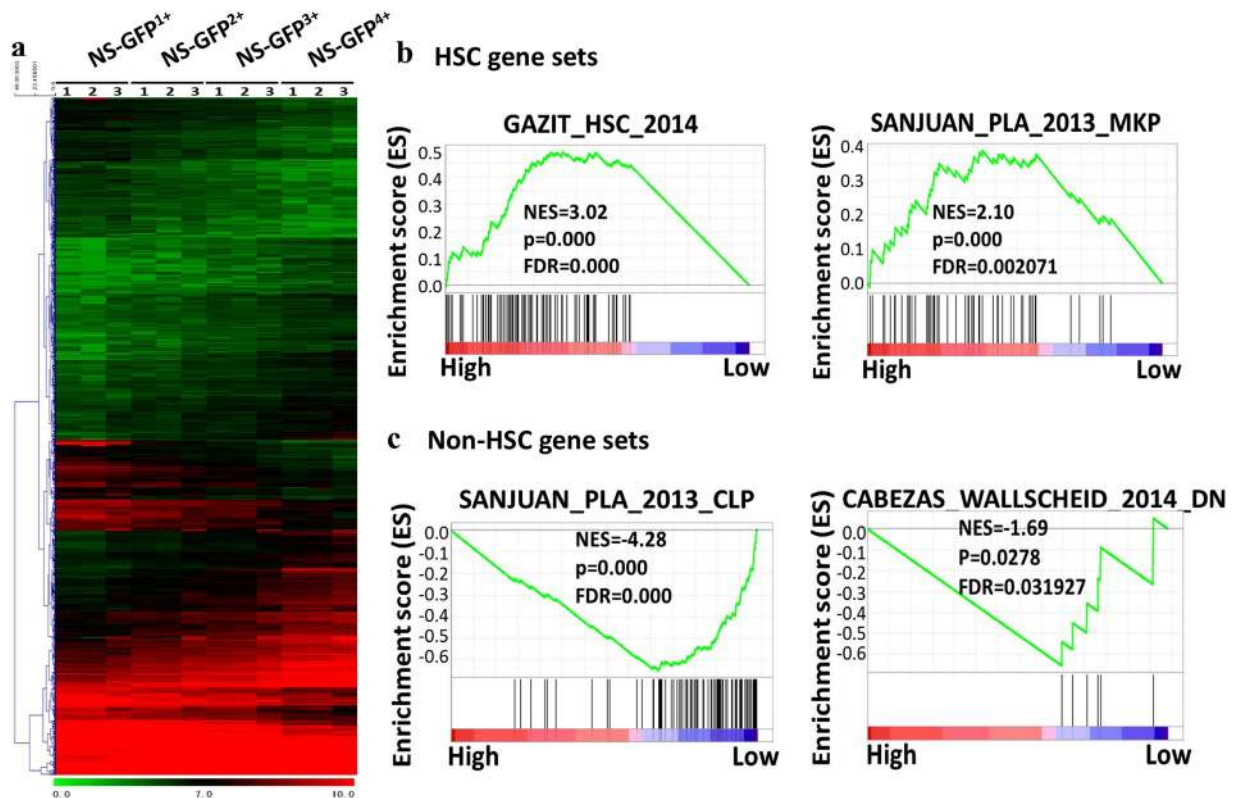 a
NS-GFP1+ NS-GFP2+ NS-GFP3+ NS-GFP4+
1 2 3 1 2 3 1 2 3 1 2 3
0.0 7.0 10.0
b HSC gene sets
GAZIT_HSC_2014
Enrichment score (ES)
0.5
0.4
0.3
0.2
0.1
0.0
NES=3.02
p=0.000
FDR=0.000
High Low
SANJUAN_PLA_2013_MKP
Enrichment score (ES)
0.4
0.3
0.2
0.1
0.0
NES=2.10
p=0.000
FDR=0.002071
High Low
c Non-HSC gene sets
SANJUAN_PLA_2013_CLP
Enrichment score (ES)
0.0
-0.1
-0.2
-0.3
-0.4
-0.5
-0.6
NES=-4.28
p=0.000
FDR=0.000
High Low
CABEZAS_WALLSCHEID_2014_DN
Enrichment score (ES)
0.0
-0.1
-0.2
-0.3
-0.4
-0.5
-0.6
NES=-1.69
P=0.0278
FDR=0.031927
High Low